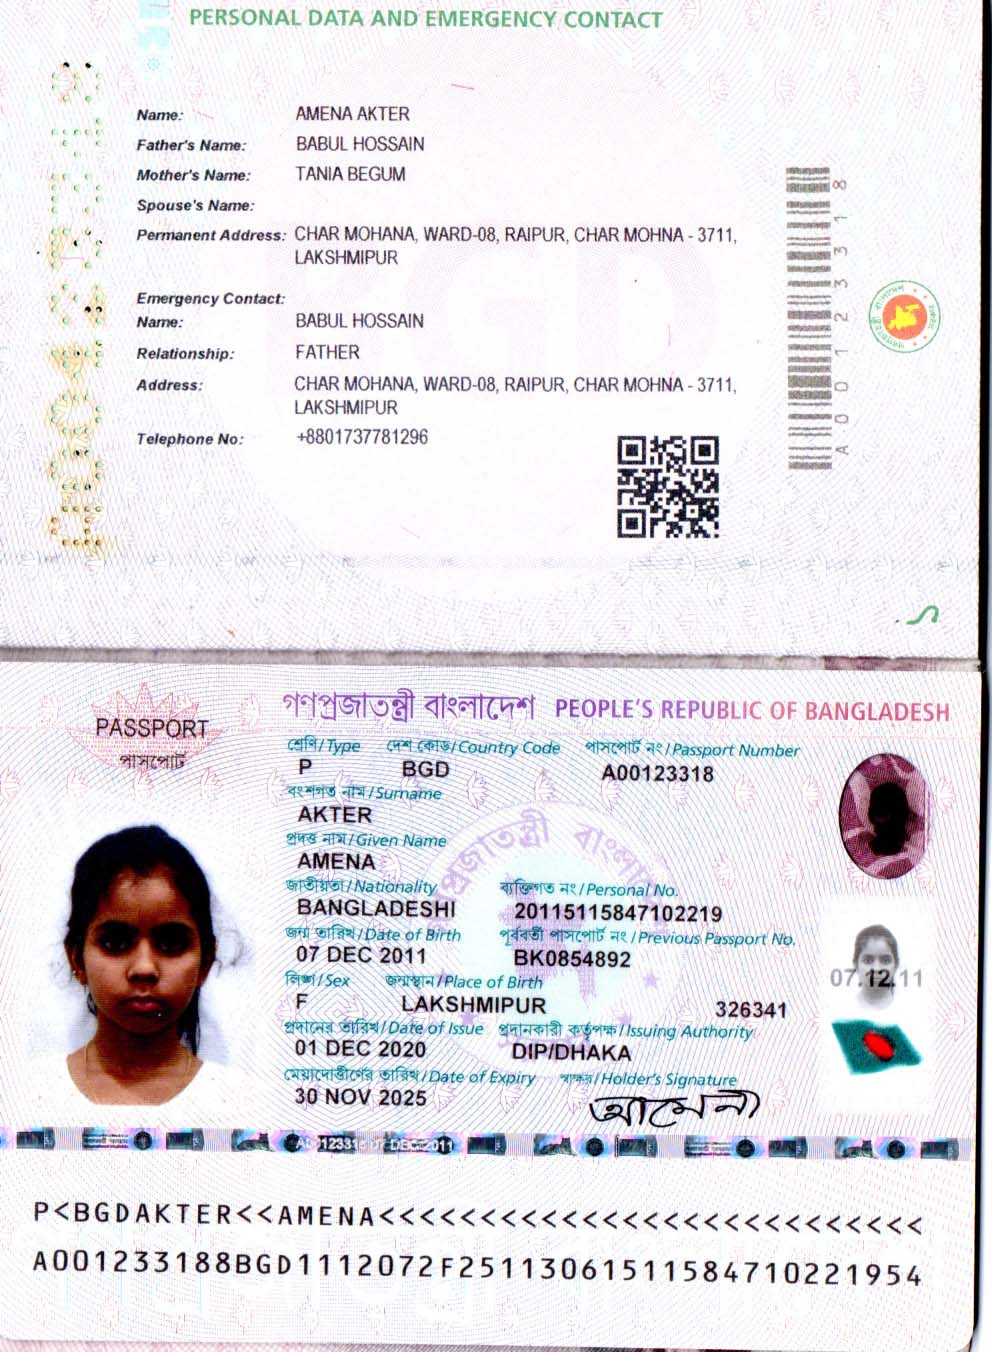 PERSONAL DATA AND EMERGENCY CONTACT
Name: AMENA AKTER
Father's Name: BABUL HOSSAIN
Mother's Name: TANIA BEGUM
Spouse's Name:
Permanent Address: CHAR MOHANA, WARD-08, RAIPUR, CHAR MOHNA - 3711,
LAKSHMIPUR
Emergency Contact:
Name: BABUL HOSSAIN
Relationship: FATHER
Address: CHAR MOHANA, WARD-08, RAIPUR, CHAR MOHNA - 3711,
LAKSHMIPUR
Telephone No: +8801737781296
A00123318
গণপ্রজাতন্ত্রী বাংলাদেশ PEOPLE'S REPUBLIC OF BANGLADESH
PASSPORT
পাসপোর্ট
শ্রেণি/Type দেশ কোড/Country Code পাসপোর্ট নং/Passport Number
P BGD A00123318
বংশগত নাম/Surname
AKTER
প্রদত্ত নাম/Given Name
AMENA
জাতীয়তা/Nationality ব্যক্তিগত নং/Personal No.
BANGLADESHI 20115115847102219
জন্ম তারিখ/Date of Birth পূর্ববর্তী পাসপোর্ট নং/Previous Passport No.
07 DEC 2011 BK0854892
লিঙ্গ/Sex জন্মস্থান/Place of Birth
F LAKSHMIPUR 326341
প্রদানের তারিখ/Date of Issue প্রদানকারী কর্তৃপক্ষ/Issuing Authority
01 DEC 2020 DIP/DHAKA
মেয়াদোত্তীর্ণের তারিখ/Date of Expiry স্বাক্ষর/Holder's Signature
30 NOV 2025 আমেনা
07.12.11
P<BGDAKTER<<AMENA<<<<<<<<<<<<<<<<<<<<<<<<<<<
A001233188BGD1112072F25113061511584710221954